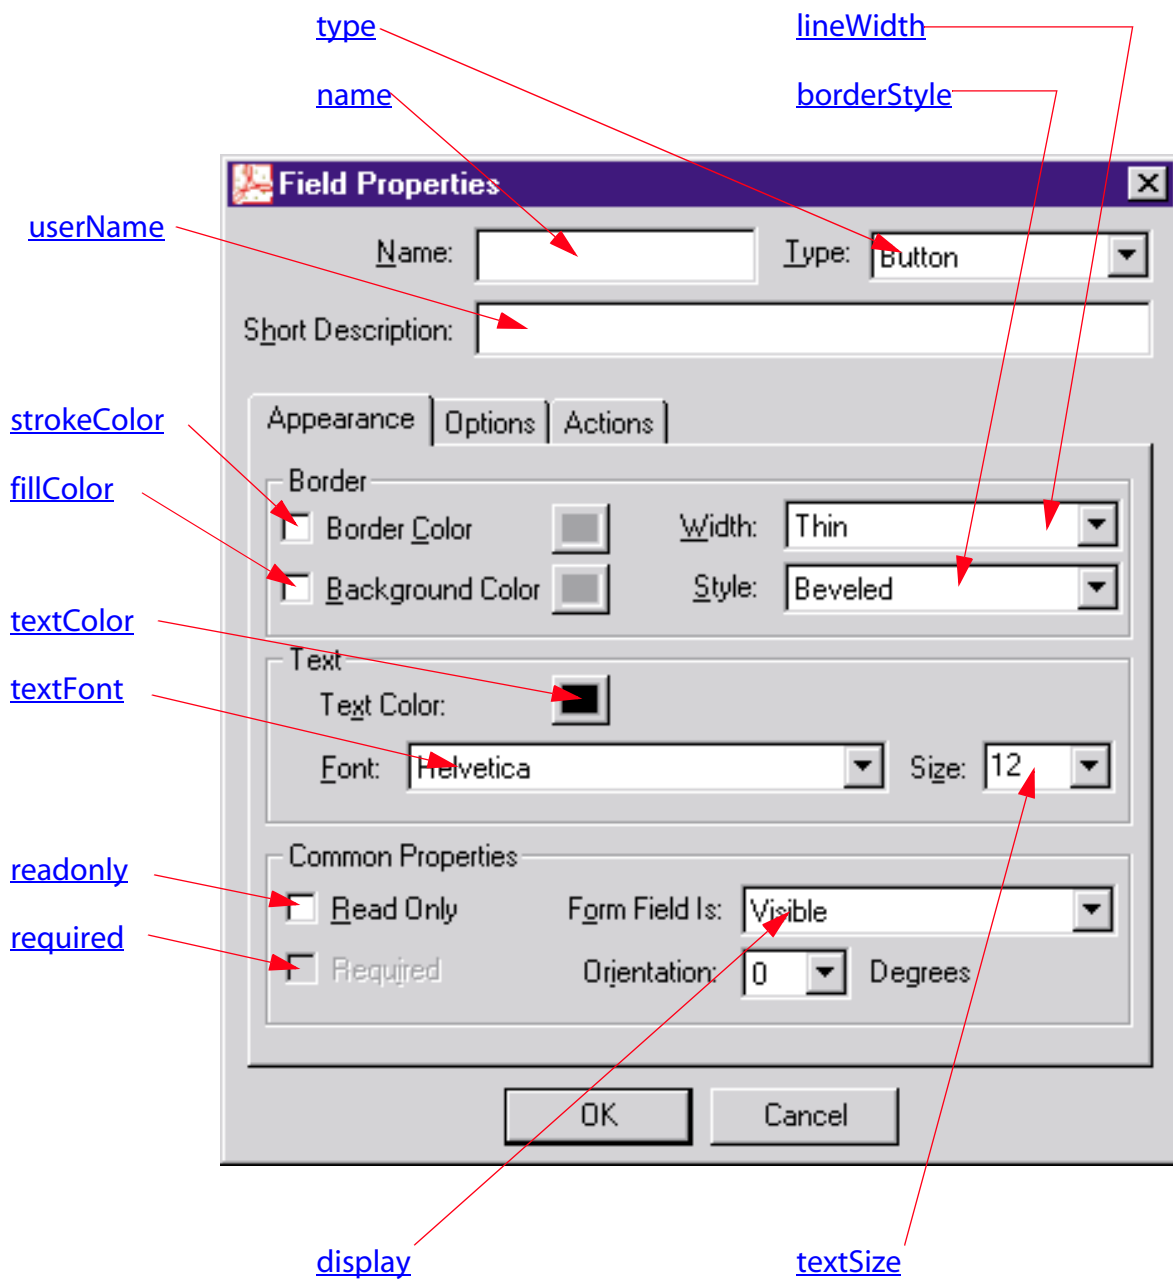 type
lineWidth
name
borderStyle
Field Properties
userName
Name:
Type: Button
Short Description:
strokeColor
Appearance Options Actions
fillColor
Border
Border Color
Width: Thin
Background Color
Style: Beveled
textColor
Text
textFont
Text Color:
Font: Helvetica
Size: 12
readonly
Common Properties
Read Only
Form Field Is: Visible
required
Required
Orientation: 0 Degrees
OK
Cancel
display
textSize